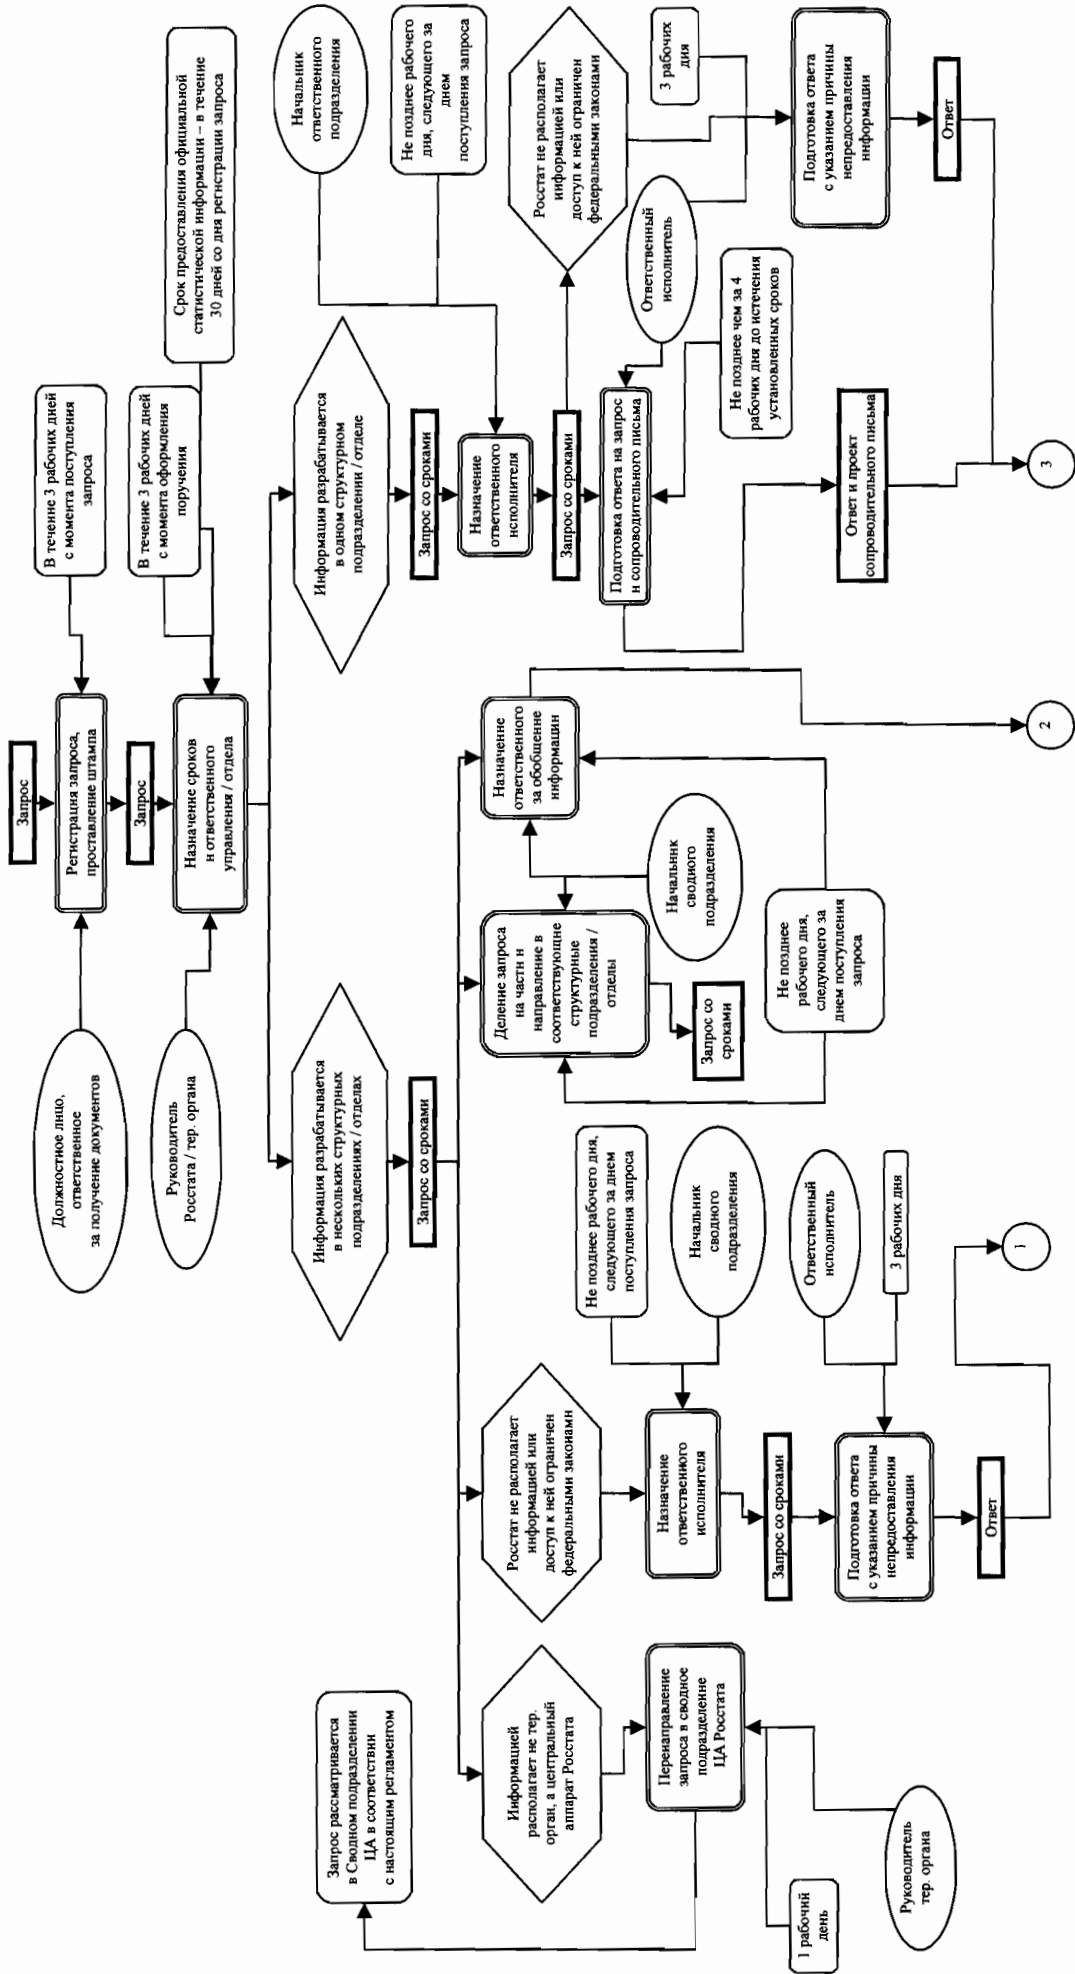 Запрос
Регистрация запроса,
проставление штампа
Должностное лицо,
ответственное
за получение документов
В течение 3 рабочих дней
с момента поступления
запроса
Запрос
Назначение сроков
и ответственного
управления / отдела
Руководитель
Росстата / тер. органа
В течение 3 рабочих дней
с момента оформления
поручения
Срок предоставления официальной
статистической информации – в течение
30 дней со дня регистрации запроса
Информация разрабатывается
в нескольких структурных
подразделениях / отделах
Запрос со сроками
Информация разрабатывается
в одном структурном
подразделении / отделе
Запрос со сроками
Начальник
ответственного
подразделения
Не позднее рабочего
дня, следующего за
днем
поступления запроса
Назначение
ответственного
исполнителя
Запрос со сроками
Росстат не располагает
информацией или
доступ к ней ограничен
федеральными законами
3 рабочих
дня
Ответственный
исполнитель
Подготовка ответа на запрос
и сопроводительного письма
Не позднее чем за 4
рабочих дня до истечения
установленных сроков
Подготовка ответа
с указанием причины
непредоставления
информации
Ответ
Ответ и проект
сопроводительного письма
3
Запрос рассматривается
в Сводном подразделении
ЦА в соответствии
с настоящим регламентом
Информацией
располагает не тер.
орган, а центральный
аппарат Росстата
Перенаправление
запроса в сводное
подразделение
ЦА Росстата
1 рабочий
день
Руководитель
тер. органа
Росстат не располагает
информацией или
доступ к ней ограничен
федеральными законами
Назначение
ответственного
исполнителя
Не позднее рабочего дня,
следующего за днем
поступления запроса
Начальник
сводного
подразделения
Запрос со сроками
Подготовка ответа
с указанием причины
непредоставления
информации
Ответственный
исполнитель
3 рабочих дня
Ответ
1
Деление запроса
на части и
направление в
соответствующие
структурные
подразделения /
отделы
Запрос со
сроками
Назначение
ответственного
за обобщение
информации
Начальник
сводного
подразделения
Не позднее
рабочего дня,
следующего за
днем поступления
запроса
2